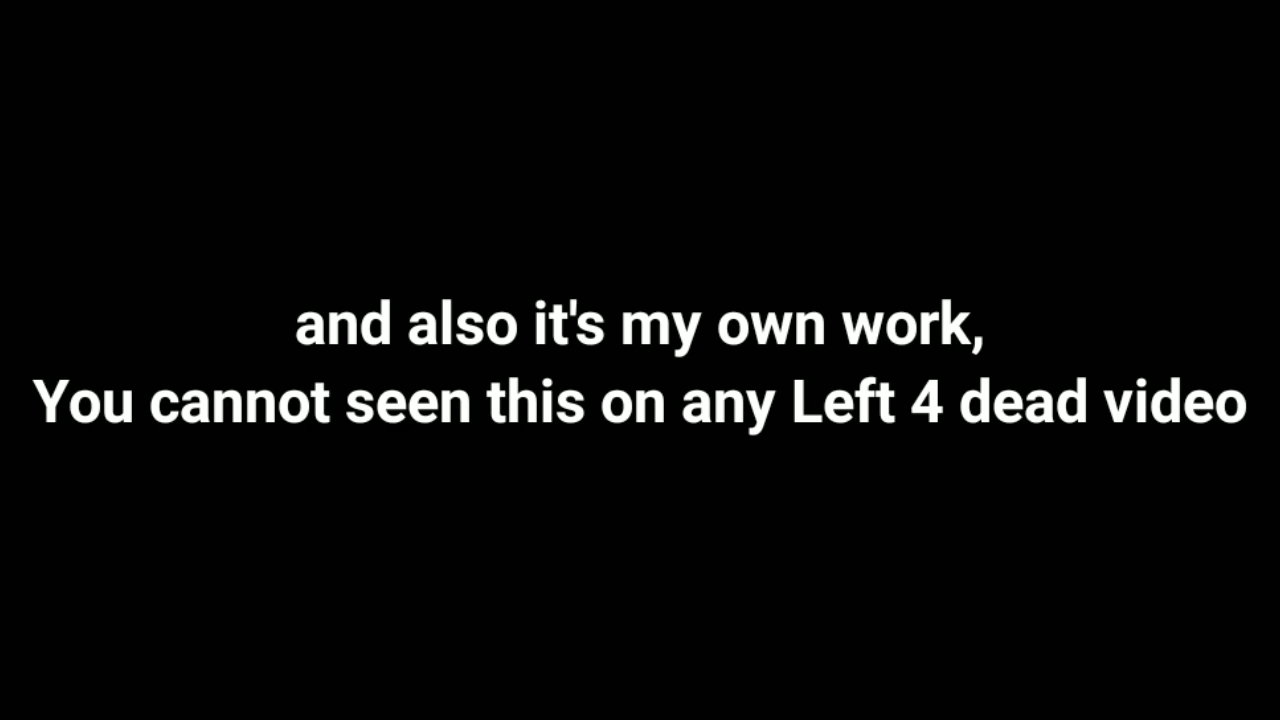 and also it's my own work,
You cannot seen this on any Left 4 dead video